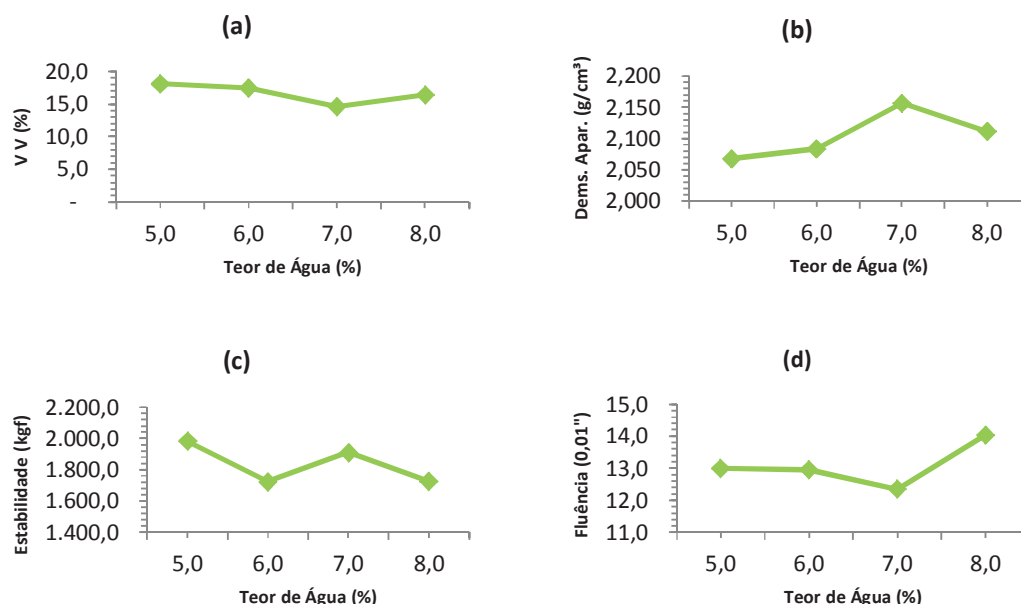 (a)
V V (%)
20,0
15,0
10,0
5,0
-
5,0 6,0 7,0 8,0
Teor de Água (%)
(b)
Dems. Apar. (g/cm³)
2,200
2,150
2,100
2,050
2,000
5,0 6,0 7,0 8,0
Teor de Água (%)
(c)
Estabilidade (kgf)
2.200,0
2.000,0
1.800,0
1.600,0
1.400,0
5,0 6,0 7,0 8,0
Teor de Água (%)
(d)
Fluência (0,01")
15,0
14,0
13,0
12,0
11,0
5,0 6,0 7,0 8,0
Teor de Água (%)